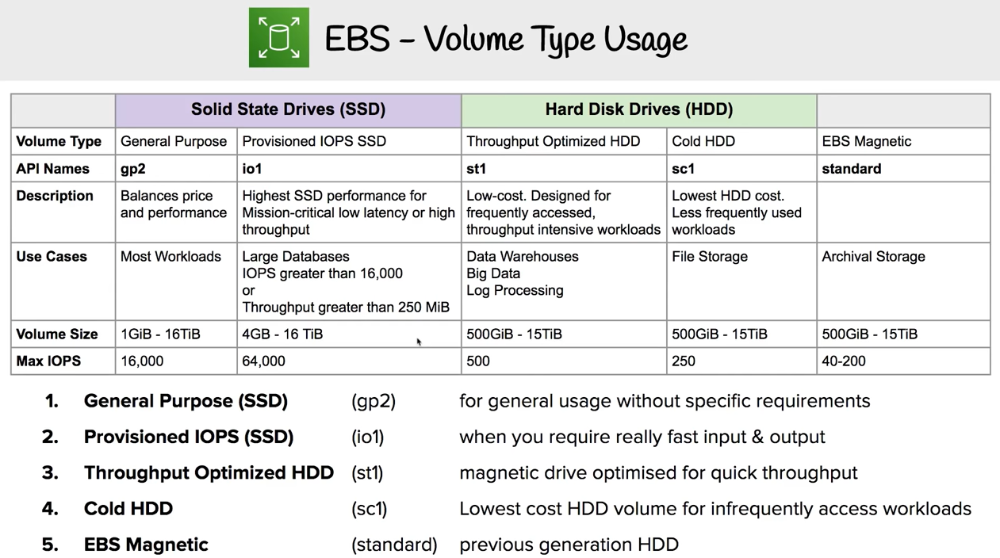 EBS – Volume Type Usage
Solid State Drives (SSD) Hard Disk Drives (HDD)
Volume Type General Purpose Provisioned IOPS SSD Throughput Optimized HDD Cold HDD EBS Magnetic
API Names gp2 io1 st1 sc1 standard
Description Balances price Highest SSD performance for Low-cost. Designed for Lowest HDD cost.
and performance Mission-critical low latency or high frequently accessed, Less frequently used
throughput throughput intensive workloads workloads
Use Cases Most Workloads Large Databases Data Warehouses File Storage Archival Storage
IOPS greater than 16,000 Big Data
or Log Processing
Throughput greater than 250 MiB
Volume Size 1GiB - 16TiB 4GB - 16 TiB 500GiB - 15TiB 500GiB - 15TiB 500GiB - 15TiB
Max IOPS 16,000 64,000 500 250 40-200
1. General Purpose (SSD) (gp2) for general usage without specific requirements
2. Provisioned IOPS (SSD) (io1) when you require really fast input & output
3. Throughput Optimized HDD (st1) magnetic drive optimised for quick throughput
4. Cold HDD (sc1) Lowest cost HDD volume for infrequently access workloads
5. EBS Magnetic (standard) previous generation HDD